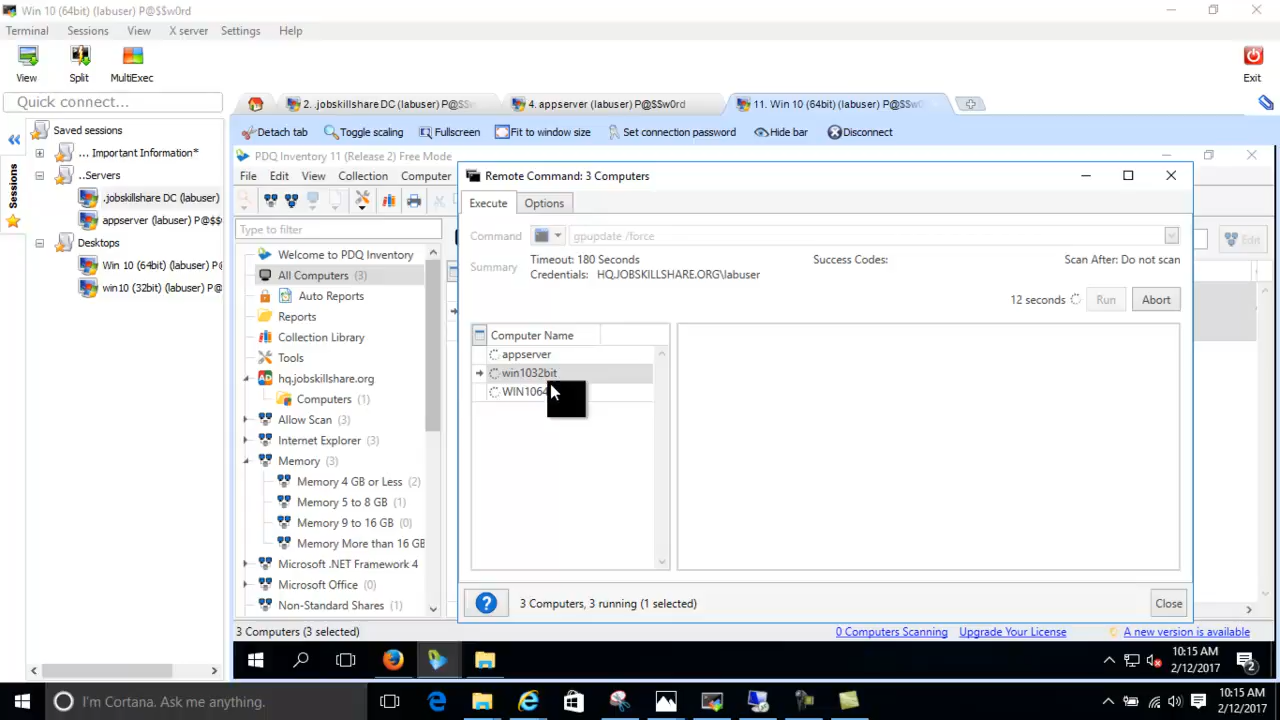 Win 10 (64bit) (labuser) P@$$w0rd
Terminal Sessions View X server Settings Help
View Split MultiExec Exit
Quick connect...
2. .jobskillshare DC (labuser) P@$$ 4. appserver (labuser) P@$$w0rd 11. Win 10 (64bit) (labuser) P@$$w
Saved sessions
Detach tab Toggle scaling Fullscreen Fit to window size Set connection password Hide bar Disconnect
... Important Information*
..Servers
.jobskillshare DC (labuser)
appserver (labuser) P@$$
Desktops
Win 10 (64bit) (labuser) P@
win10 (32bit) (labuser) P@
Sessions
PDQ Inventory 11 (Release 2) Free Mode
File Edit View Collection Computer
Type to filter
Welcome to PDQ Inventory
All Computers (3)
Auto Reports
Reports
Collection Library
Tools
AD hq.jobskillshare.org
Computers (1)
Allow Scan (3)
Internet Explorer (3)
Memory (3)
Memory 4 GB or Less (2)
Memory 5 to 8 GB (1)
Memory 9 to 16 GB (0)
Memory More than 16 GB
Microsoft .NET Framework 4
Microsoft Office (0)
Non-Standard Shares (1)
Remote Command: 3 Computers
Execute Options
Command gpupdate /force
Edit
Summary Timeout: 180 Seconds Success Codes: Scan After: Do not scan
Credentials: HQ.JOBSKILLSHARE.ORG\labuser
12 seconds Run Abort
Computer Name
appserver
win1032bit
WIN1064
? 3 Computers, 3 running (1 selected) Close
3 Computers (3 selected) 0 Computers Scanning Upgrade Your License A new version is available
10:15 AM
2/12/2017
2
I'm Cortana. Ask me anything.
10:15 AM
2/12/2017